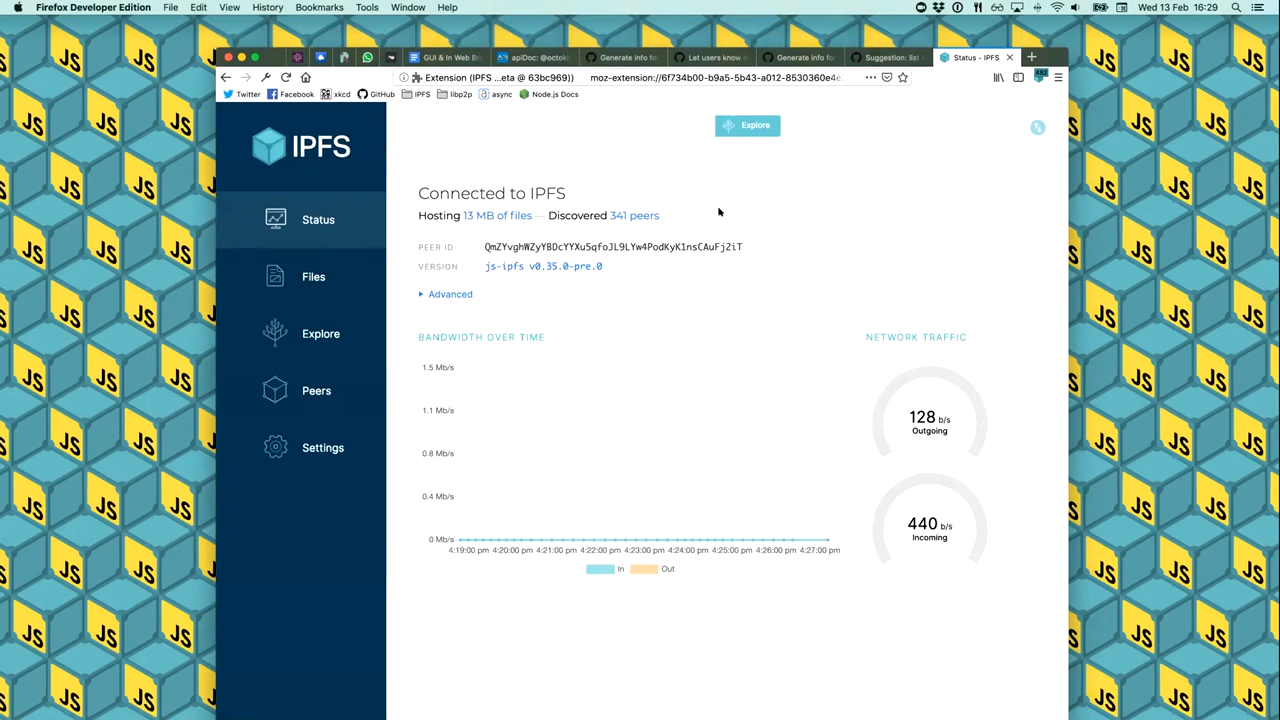 Firefox Developer Edition File Edit View History Bookmarks Tools Window Help Wed 13 Feb 16:29
GUI & In Web Br apiDoc: @octoki Generate info fo Let users know Generate info fo Suggestion: list Status - IPFS
Extension (IPFS ...eta @ 63bc969)) moz-extension://6f734b00-b9a5-5b43-a012-8530360e4e
Twitter Facebook xkcd GitHub IPFS libp2p async Node.js Docs
IPFS
Explore
Status
Files
Explore
Peers
Settings
Connected to IPFS
Hosting 13 MB of files — Discovered 341 peers
PEER ID QmZYvghWZyYBDcYYXu5qfoJL9LYw4PodKyK1nsCAuFj2iT
VERSION js-ipfs v0.35.0-pre.0
Advanced
BANDWIDTH OVER TIME
1.5 Mb/s
1.1 Mb/s
0.8 Mb/s
0.4 Mb/s
0 Mb/s
4:19:00 pm 4:20:00 pm 4:21:00 pm 4:22:00 pm 4:23:00 pm 4:24:00 pm 4:25:00 pm 4:26:00 pm 4:27:00 pm
In Out
NETWORK TRAFFIC
128 b/s
Outgoing
440 b/s
Incoming
JS